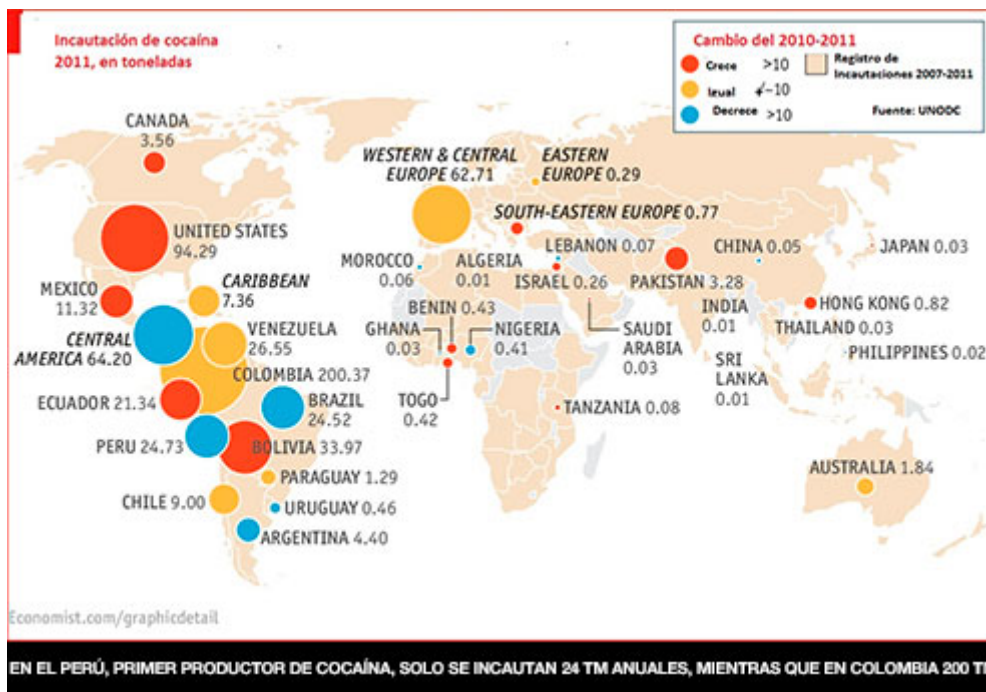 Incautación de cocaína
2011, en toneladas
Cambio del 2010-2011
Crece >10
Izual +/-10
Decrece >10
Registro de
Incautaciones 2007-2011
Fuente: UNODC
CANADA
3.56
WESTERN & CENTRAL
EUROPE 62.71
EASTERN
EUROPE 0.29
UNITED STATES
94.29
SOUTH-EASTERN EUROPE 0.77
LEBANON 0.07
CHINA 0.05
JAPAN 0.03
MOROCCO
0.06
ALGERIA
0.01
ISRAEL 0.26
PAKISTAN 3.28
MEXICO
11.32
CARIBBEAN
7.36
BENIN 0.43
INDIA
0.01
HONG KONG 0.82
CENTRAL
AMERICA 64.20
VENEZUELA
26.55
GHANA
0.03
NIGERIA
0.41
SAUDI
ARABIA
0.03
THAILAND 0.03
PHILIPPINES 0.02
SRI
LANKA
0.01
COLOMBIA 200.37
ECUADOR 21.34
BRAZIL
24.52
TOGO
0.42
TANZANIA 0.08
PERU 24.73
BOLIVIA 33.97
PARAGUAY 1.29
AUSTRALIA 1.84
CHILE 9.00
URUGUAY 0.46
ARGENTINA 4.40
Economist.com/graphicdetail
EN EL PERÚ, PRIMER PRODUCTOR DE COCAÍNA, SOLO SE INCAUTAN 24 TM ANUALES, MIENTRAS QUE EN COLOMBIA 200